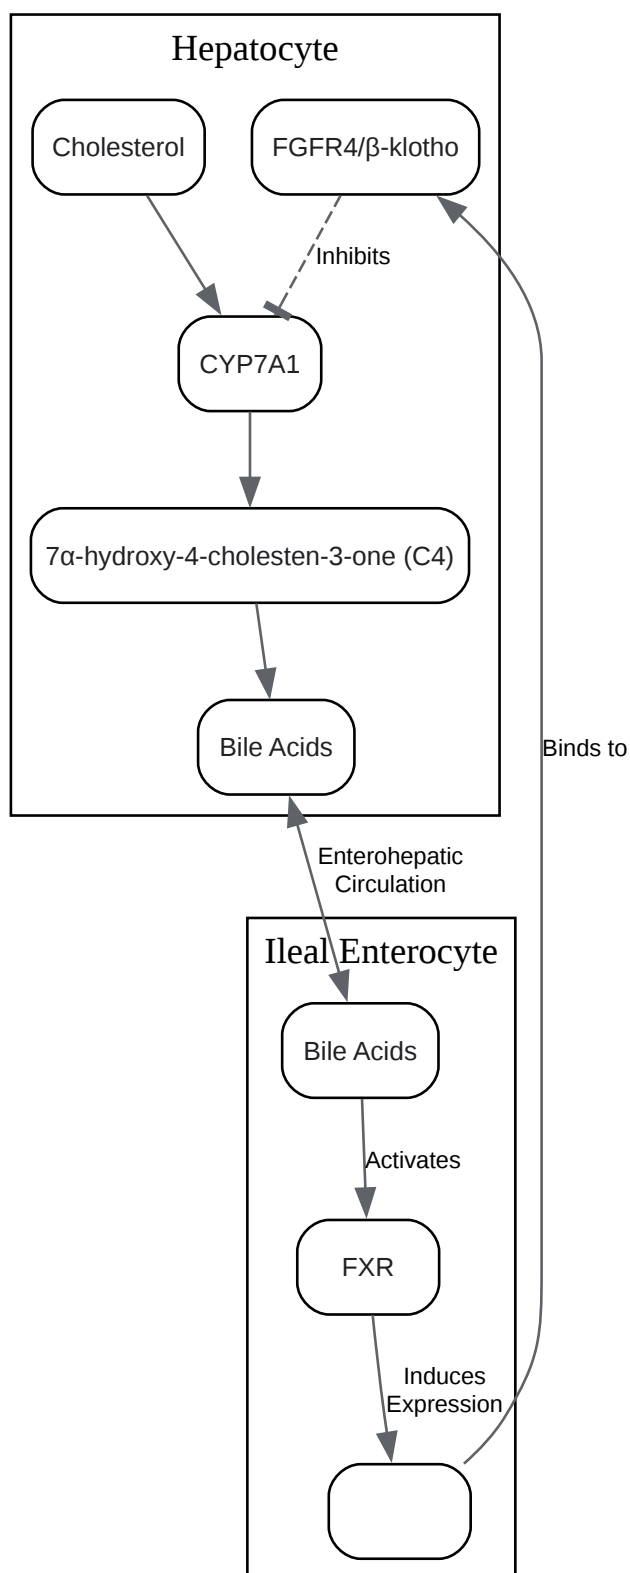 Hepatocyte
Cholesterol
FGFR4/β-klotho
Inhibits
CYP7A1
7α-hydroxy-4-cholesten-3-one (C4)
Bile Acids
Binds to
Enterohepatic
Circulation
Ileal Enterocyte
Bile Acids
Activates
FXR
Induces
Expression